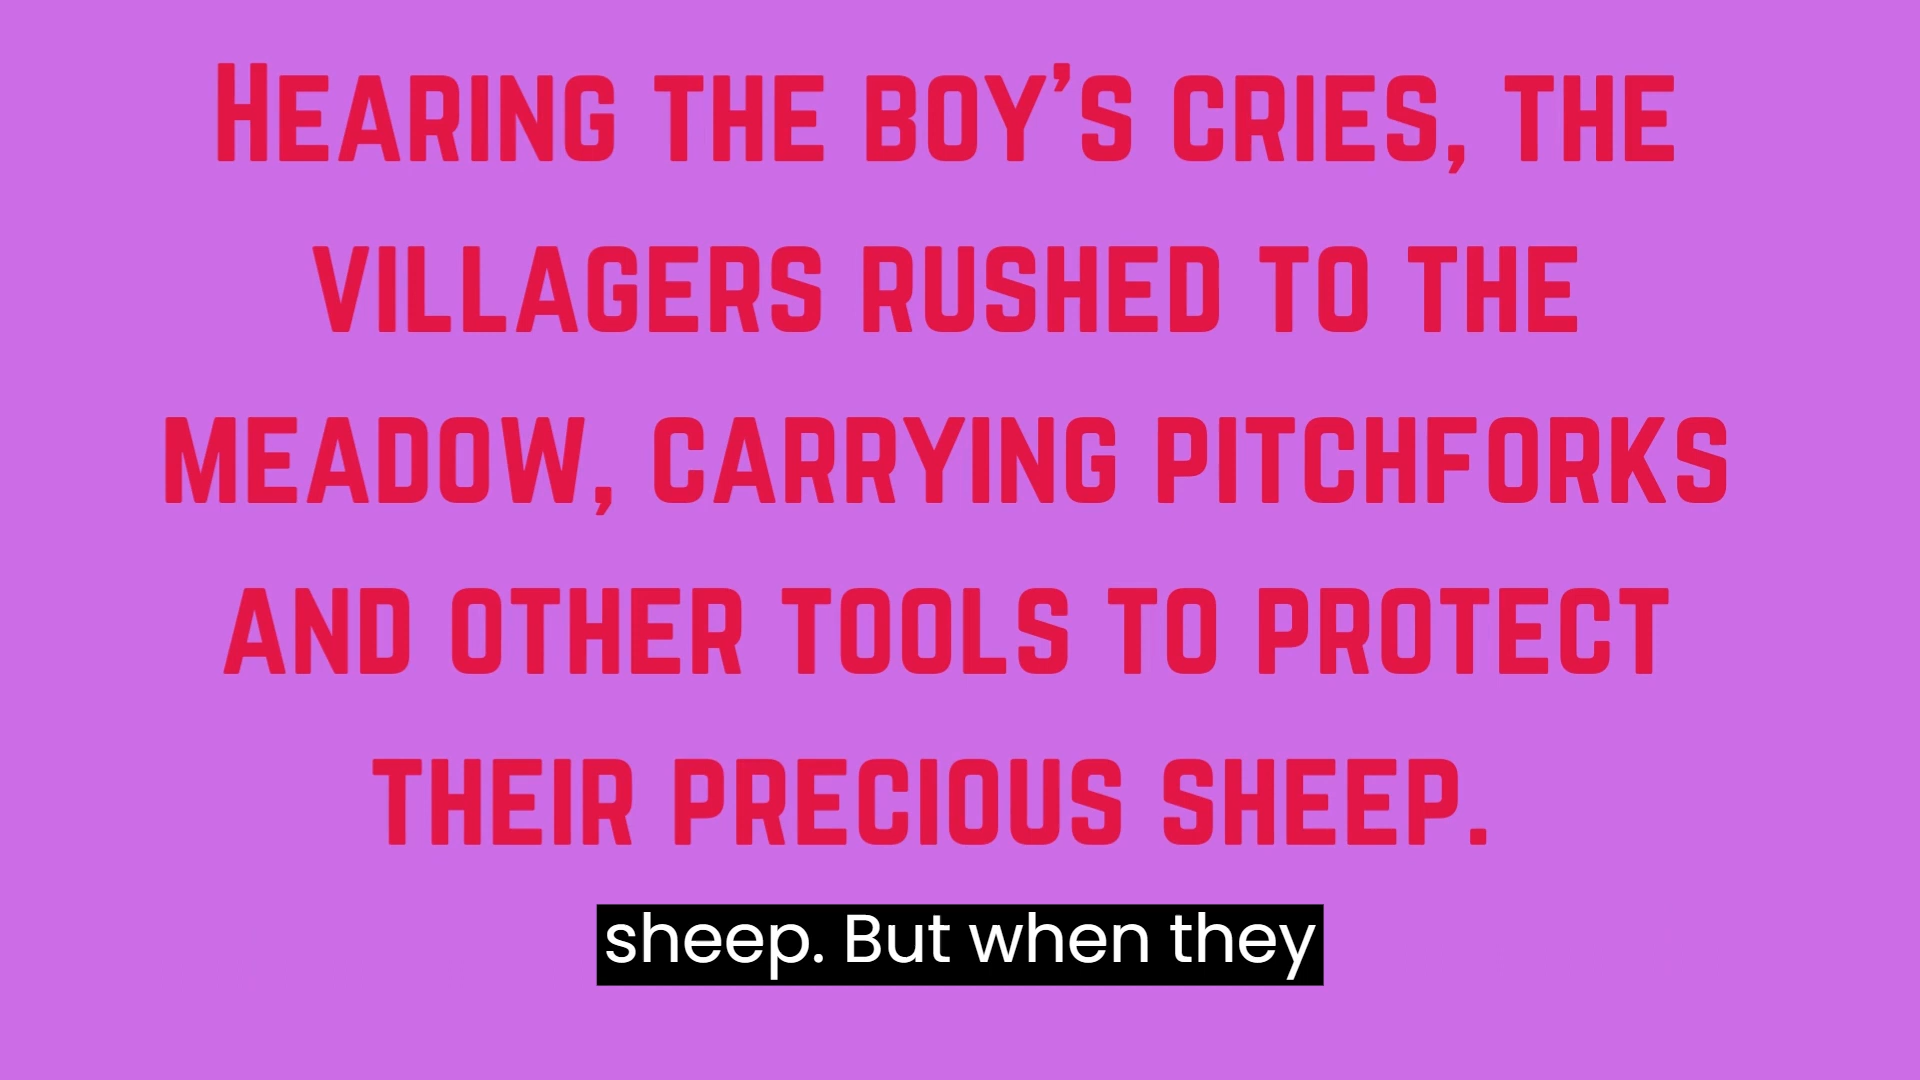 Hearing the boy’s cries, the
villagers rushed to the
meadow, carrying pitchforks
and other tools to protect
their precious sheep.
sheep. But when they